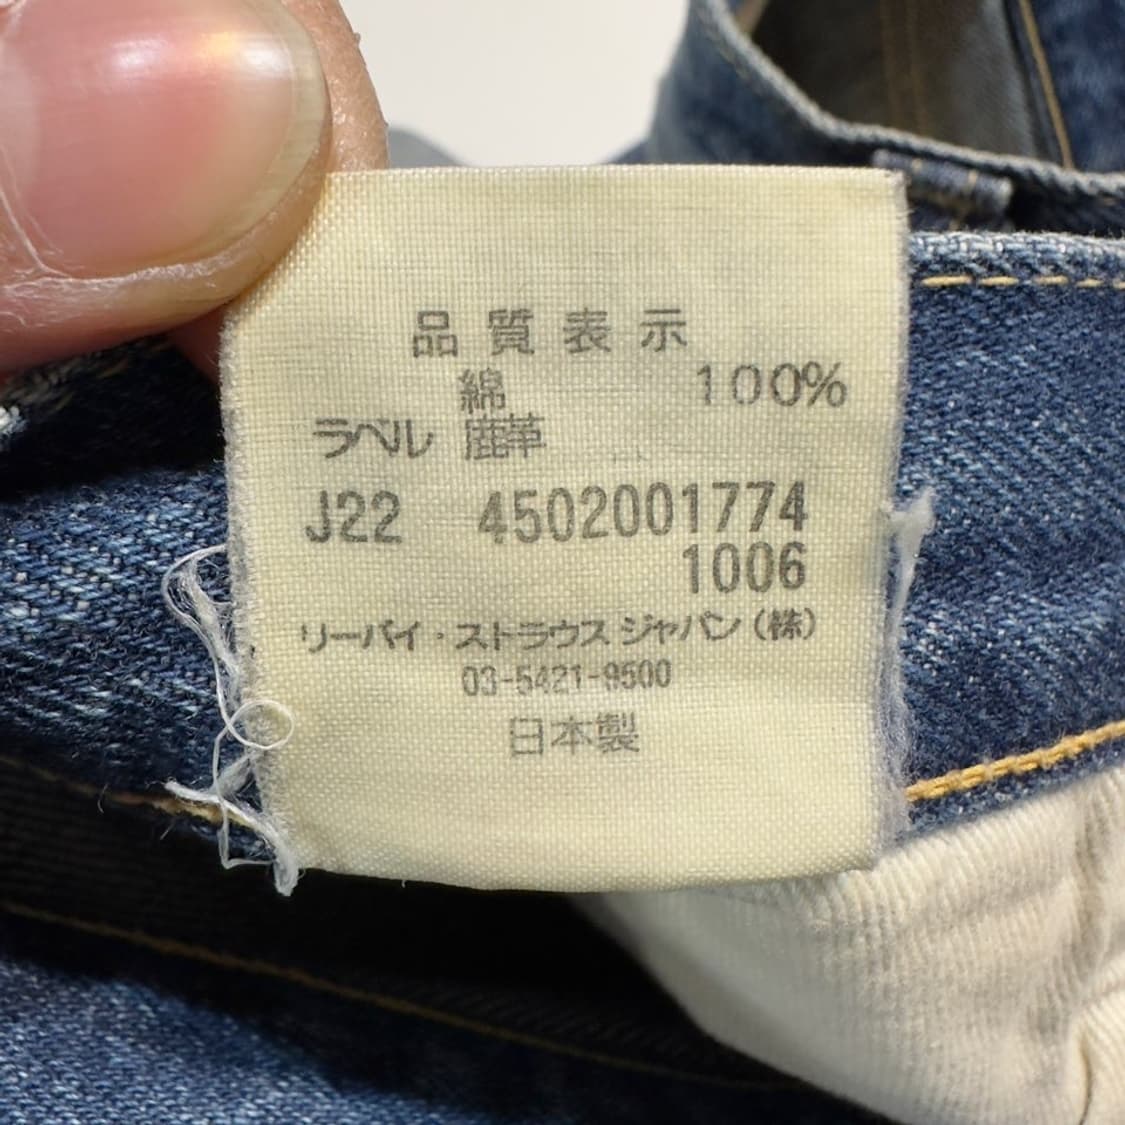 品質表示
綿 100%
ラベル 鹿革
J22 4502001774
1006
リーバイ・ストラウス ジャパン(株)
03-5421-9500
日本製